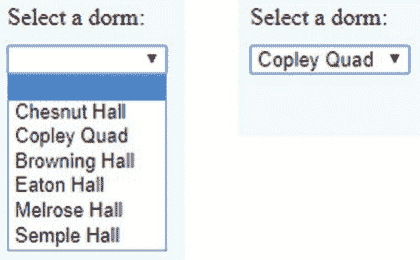 Select a dorm:
Chesnut Hall
Copley Quad
Browning Hall
Eaton Hall
Melrose Hall
Semple Hall
Select a dorm:
Copley Quad